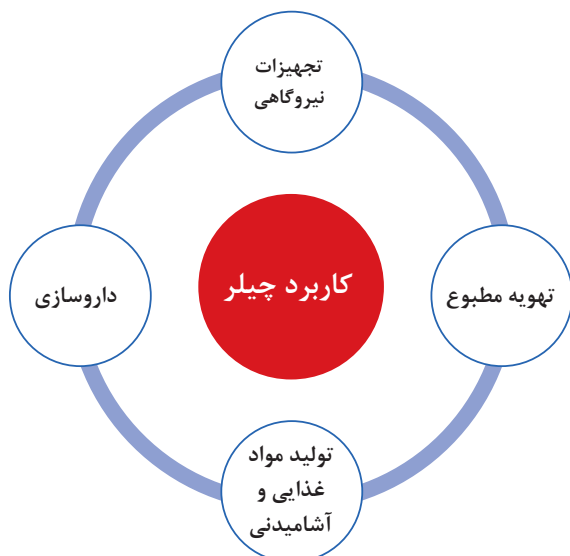 تجهیزات
نیروگاهی
کاربرد چیلر
تهویه مطبوع
داروسازی
تولید مواد
غذایی و
آشامیدنی